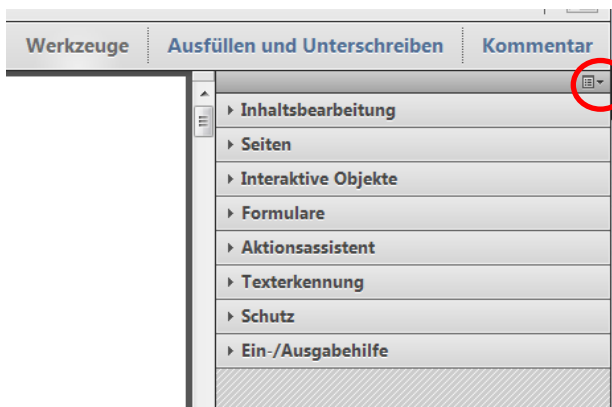 Werkzeuge Ausfüllen und Unterschreiben Kommentar
Inhaltsbearbeitung
Seiten
Interaktive Objekte
Formulare
Aktionsassistent
Texterkennung
Schutz
Ein-/Ausgabehilfe